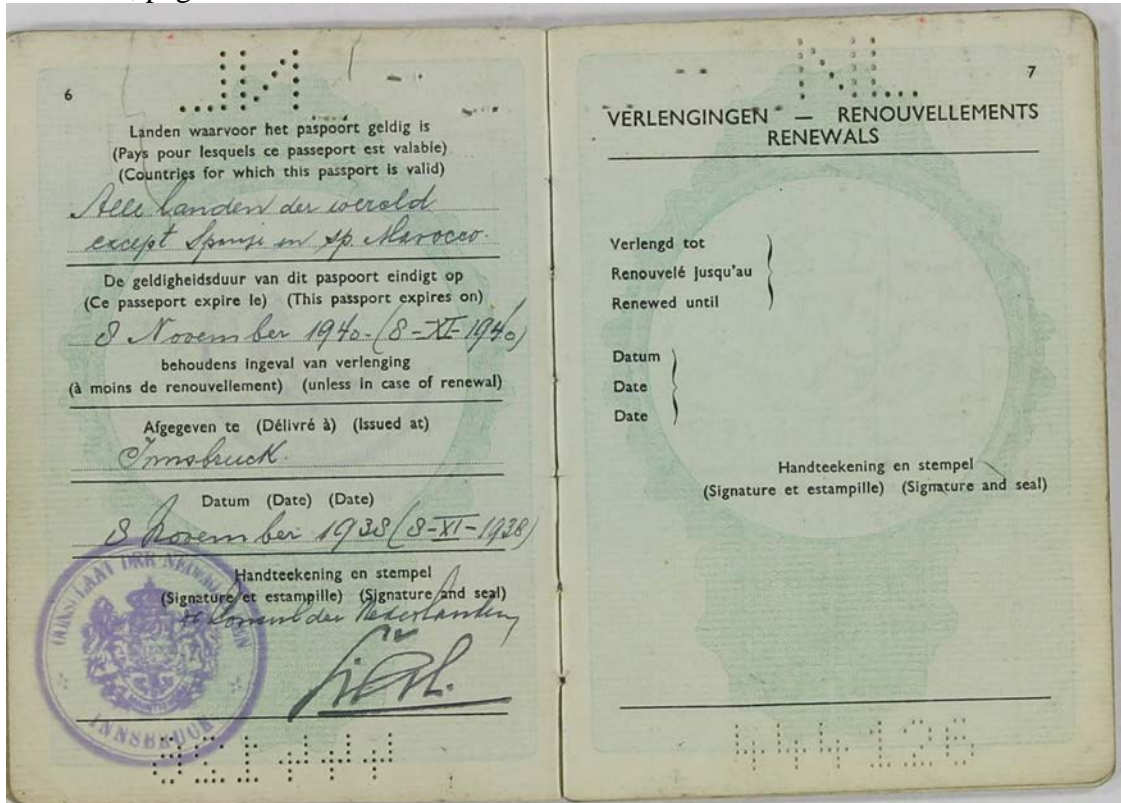 6
Landen waarvoor het paspoort geldig is
(Pays pour lesquels ce passeport est valable)
(Countries for which this passport is valid)
Alle landen der wereld
except Spanje en sp. Marocco.
De geldigheidsduur van dit paspoort eindigt op
(Ce passeport expire le) (This passport expires on)
8 November 1940-(8-XI-1940)
behoudens ingeval van verlenging
(à moins de renouvellement) (unless in case of renewal)
Afgegeven te (Délivré à) (Issued at)
Innsbruck.
Datum (Date) (Date)
8 November 1938 (8-XI-1938)
Handteekening en stempel
(Signature et estampille) (Signature and seal)
de Consul der Nederlanden
CONSULAAT DER NEDERLANDEN
INNSBRUCK
7
NL
VERLENGINGEN — RENOUVELLEMENTS
RENEWALS
Verlengd tot
Renouvelé Jusqu'au
Renewed until
Datum
Date
Date
Handteekening en stempel
(Signature et estampille) (Signature and seal)
444126